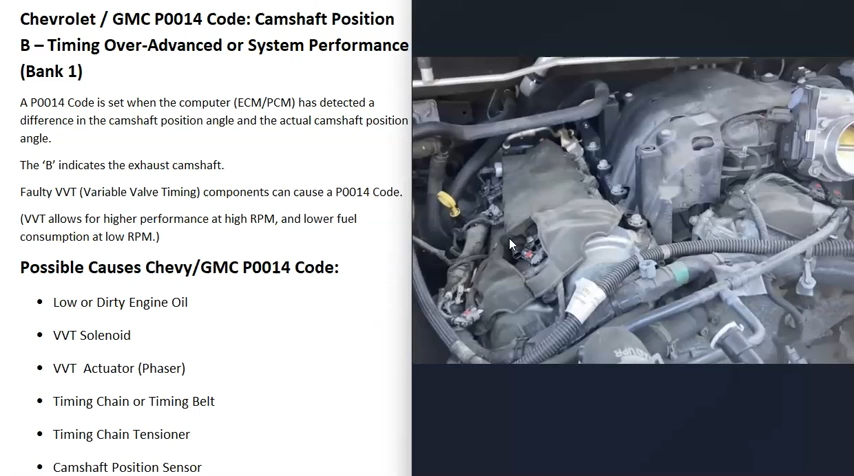 Chevrolet / GMC P0014 Code: Camshaft Position
B – Timing Over-Advanced or System Performance
(Bank 1)
A P0014 Code is set when the computer (ECM/PCM) has detected a
difference in the camshaft position angle and the actual camshaft position
angle.
The ‘B’ indicates the exhaust camshaft.
Faulty VVT (Variable Valve Timing) components can cause a P0014 Code.
(VVT allows for higher performance at high RPM, and lower fuel
consumption at low RPM.)
Possible Causes Chevy/GMC P0014 Code:
• Low or Dirty Engine Oil
• VVT Solenoid
• VVT Actuator (Phaser)
• Timing Chain or Timing Belt
• Timing Chain Tensioner
• Camshaft Position Sensor